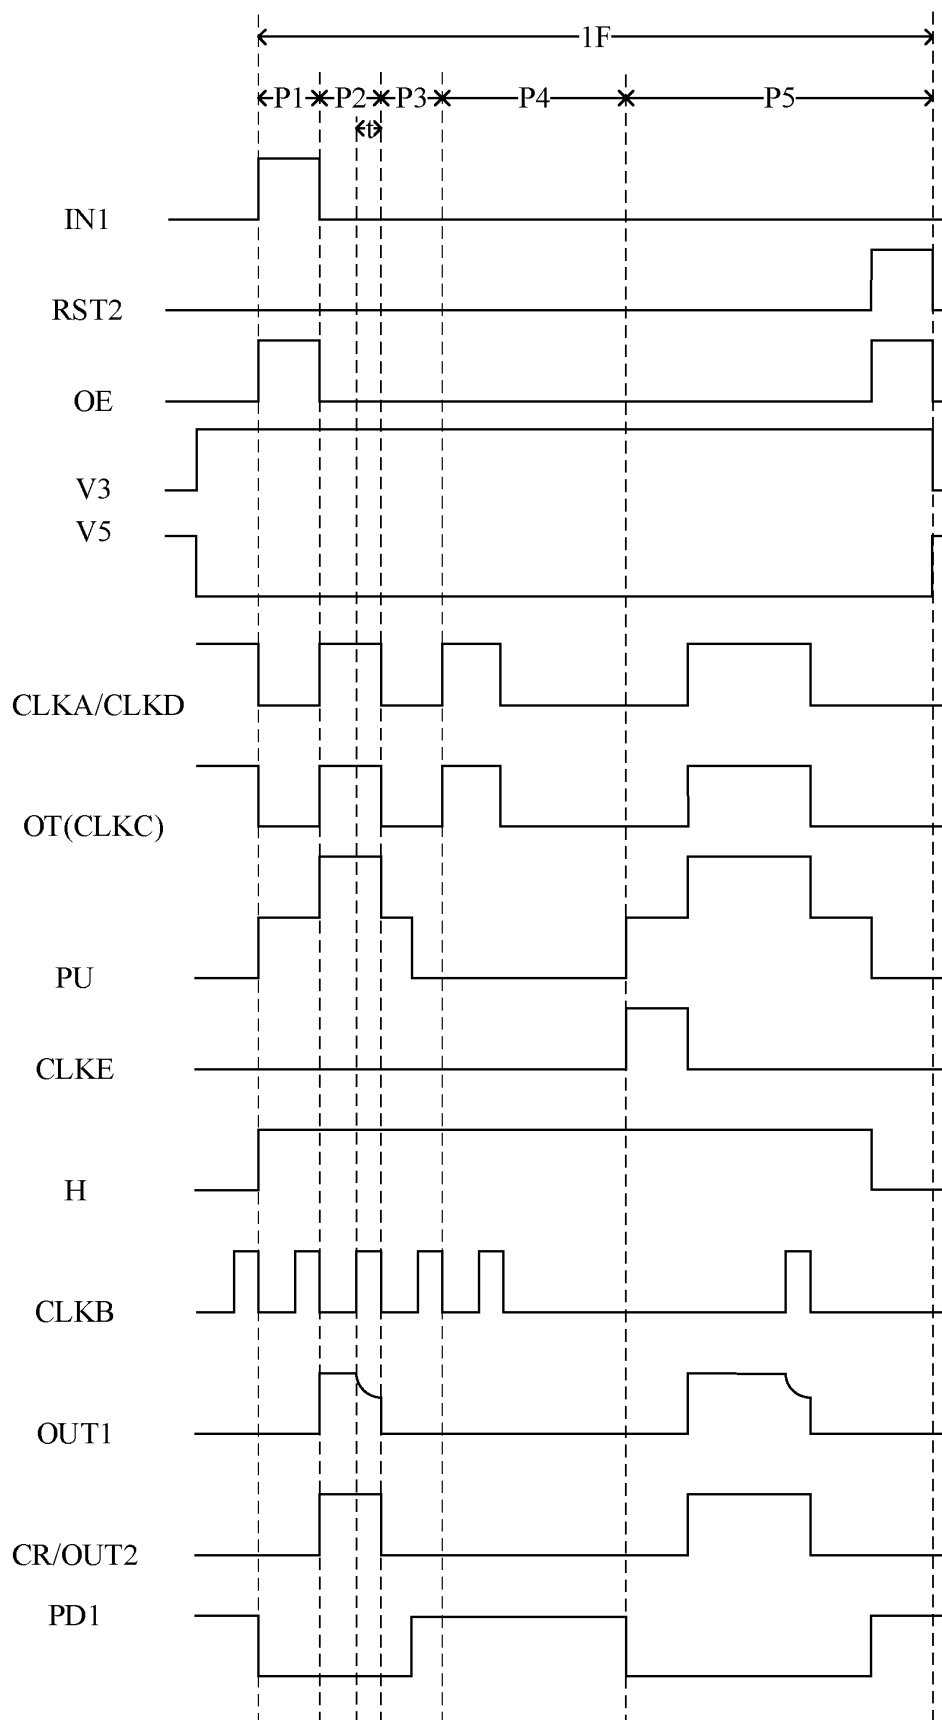 1F
P1 P2 P3 P4 P5
t
IN1
RST2
OE
V3
V5
CLKA/CLKD
OT(CLKC)
PU
CLKE
H
CLKB
OUT1
CR/OUT2
PD1